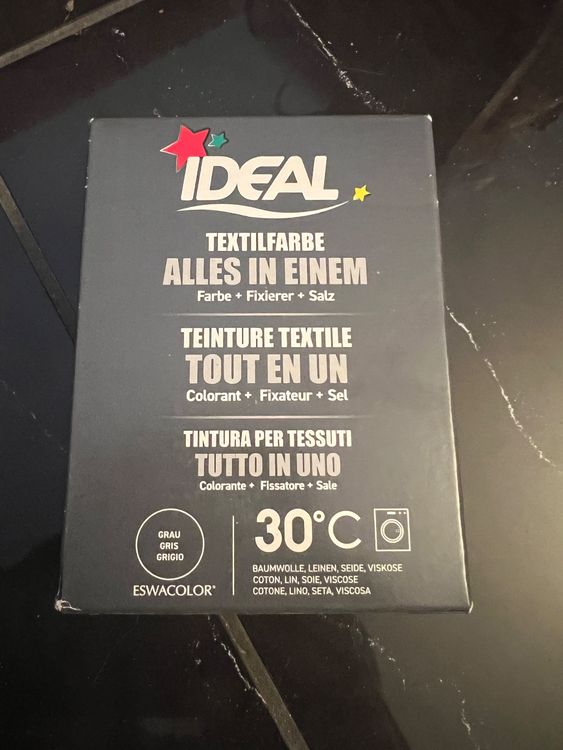 IDEAL
TEXTILFARBE
ALLES IN EINEM
Farbe + Fixierer + Salz
TEINTURE TEXTILE
TOUT EN UN
Colorant + Fixateur + Sel
TINTURA PER TESSUTI
TUTTO IN UNO
Colorante + Fissatore + Sale
GRAU
GRIS
GRIGIO
ESWACOLOR®
30°C
BAUMWOLLE, LEINEN, SEIDE, VISKOSE
COTON, LIN, SOIE, VISCOSE
COTONE, LINO, SETA, VISCOSA